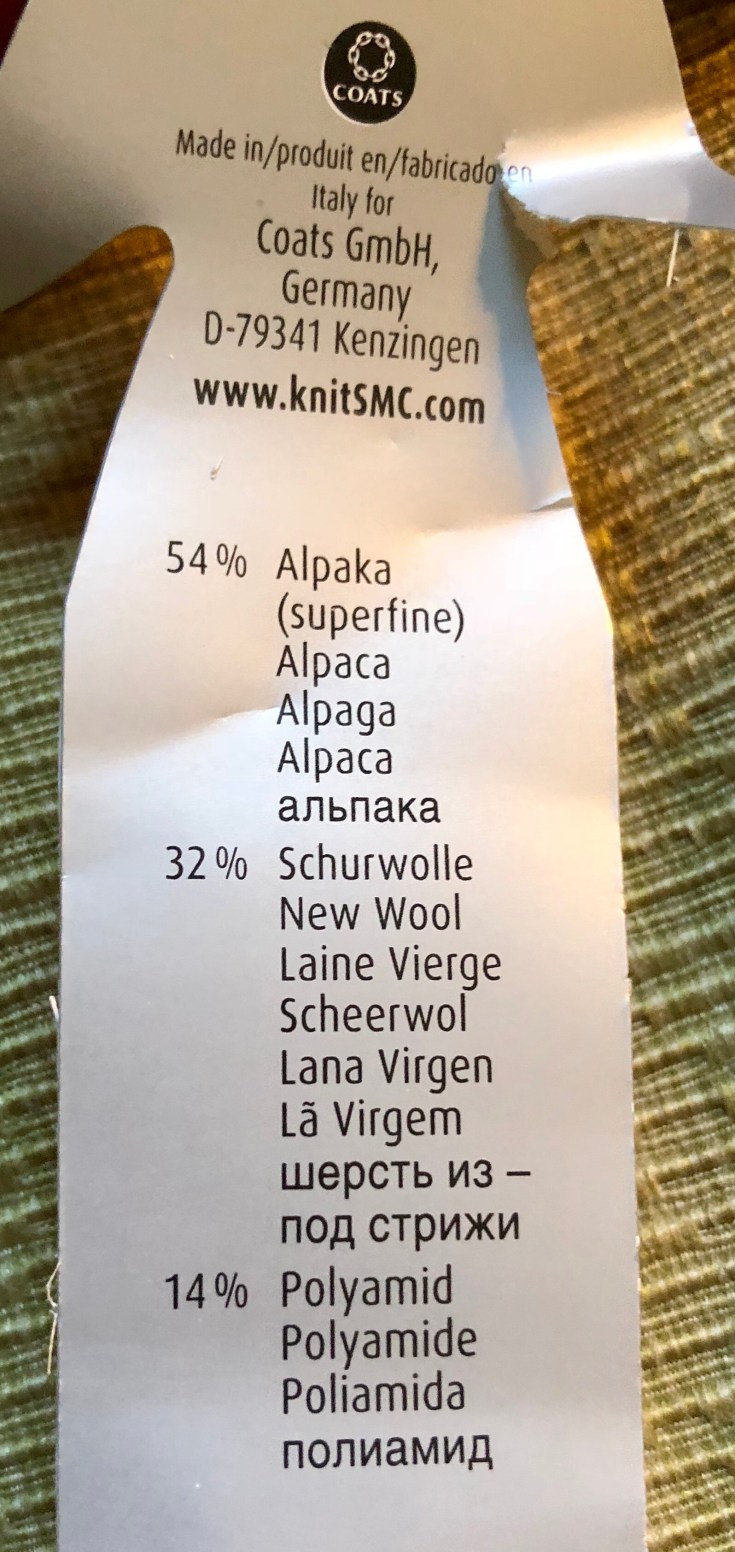 COATS
Made in/produit en/fabricado en
Italy for
Coats GmbH,
Germany
D-79341 Kenzingen
www.knitSMC.com
54% Alpaka
(superfine)
Alpaca
Alpaga
Alpaca
альпака
32% Schurwolle
New Wool
Laine Vierge
Scheerwol
Lana Virgen
Lã Virgem
шерсть из –
под стрижи
14% Polyamid
Polyamide
Poliamida
полиамид